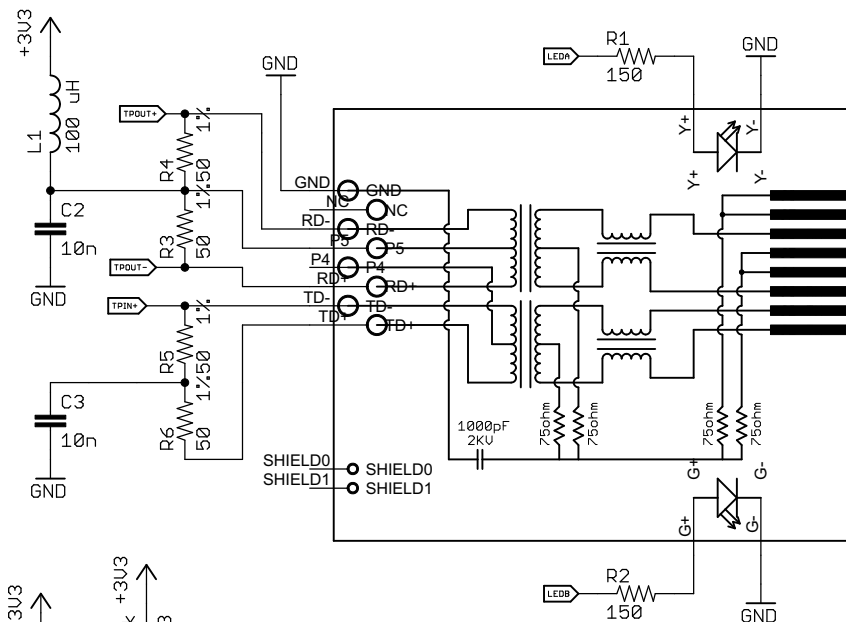 +3V3
L1
100 uH
C2
10n
GND
TPOUT+
1%
R4
50
1%
R3
50
TPOUT-
TPIN+
1%
R5
50
1%
R6
50
C3
10n
GND
GND
GND
NC
RD-
P5
P4
RD+
TD-
TD+
GND
NC
RD-
P5
P4
RD+
TD-
TD+
SHIELD0
SHIELD1
SHIELD0
SHIELD1
1000pF
2KV
75ohm
75ohm
75ohm
75ohm
LEDA
R1
150
GND
Y+
Y-
Y+
Y-
G+
G-
G+
G-
LEDB
R2
150
GND
3V3
+3V3